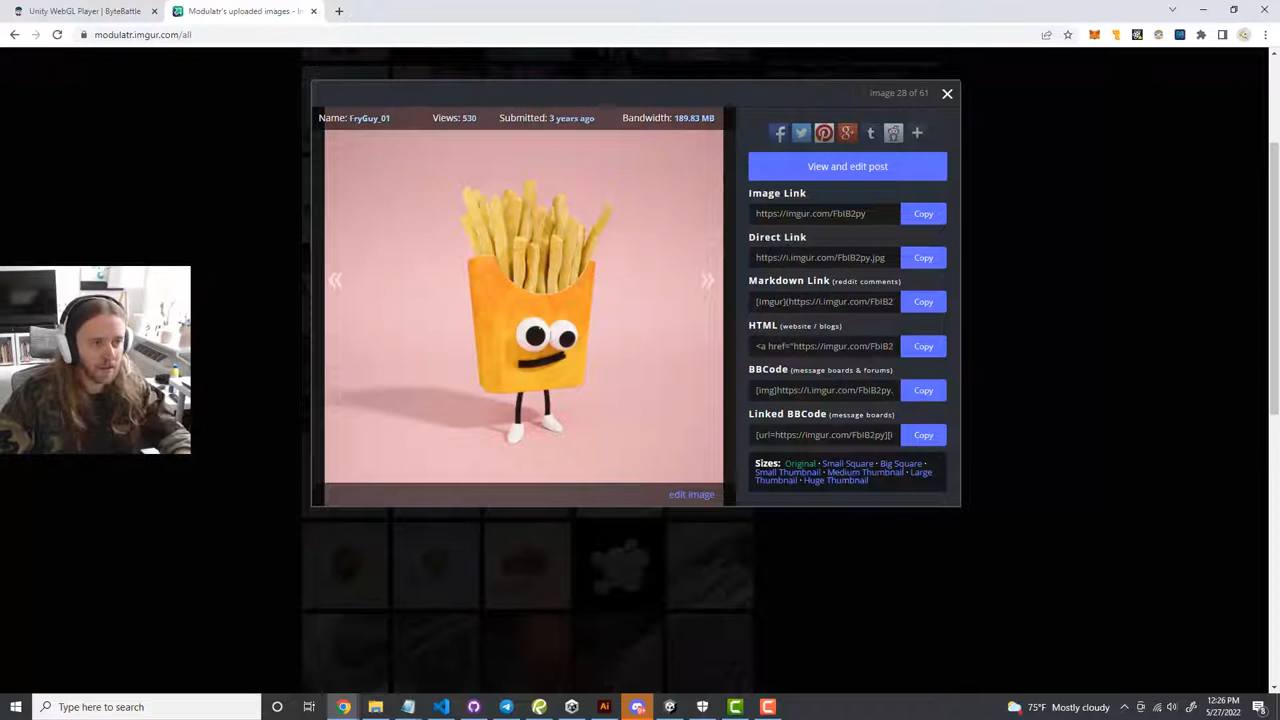 Unity WebGL Player | ByteBattle
Modulatr's uploaded images - Im
modulatr.imgur.com/all
image 28 of 61
Name: FryGuy_01 Views: 530 Submitted: 3 years ago Bandwidth: 189.83 MB
View and edit post
Image Link
https://imgur.com/FbIB2py Copy
Direct Link
https://i.imgur.com/FbIB2py.jpg Copy
Markdown Link (reddit comments)
[Imgur](https://i.imgur.com/FbIB2 Copy
HTML (website / blogs)
<a href="https://imgur.com/FbIB2 Copy
BBCode (message boards & forums)
[img]https://i.imgur.com/FbIB2py. Copy
Linked BBCode (message boards)
[url=https://imgur.com/FbIB2py][i Copy
Sizes: Original • Small Square • Big Square •
Small Thumbnail • Medium Thumbnail • Large
Thumbnail • Huge Thumbnail
edit image
Type here to search
75°F Mostly cloudy
12:26 PM
5/27/2022